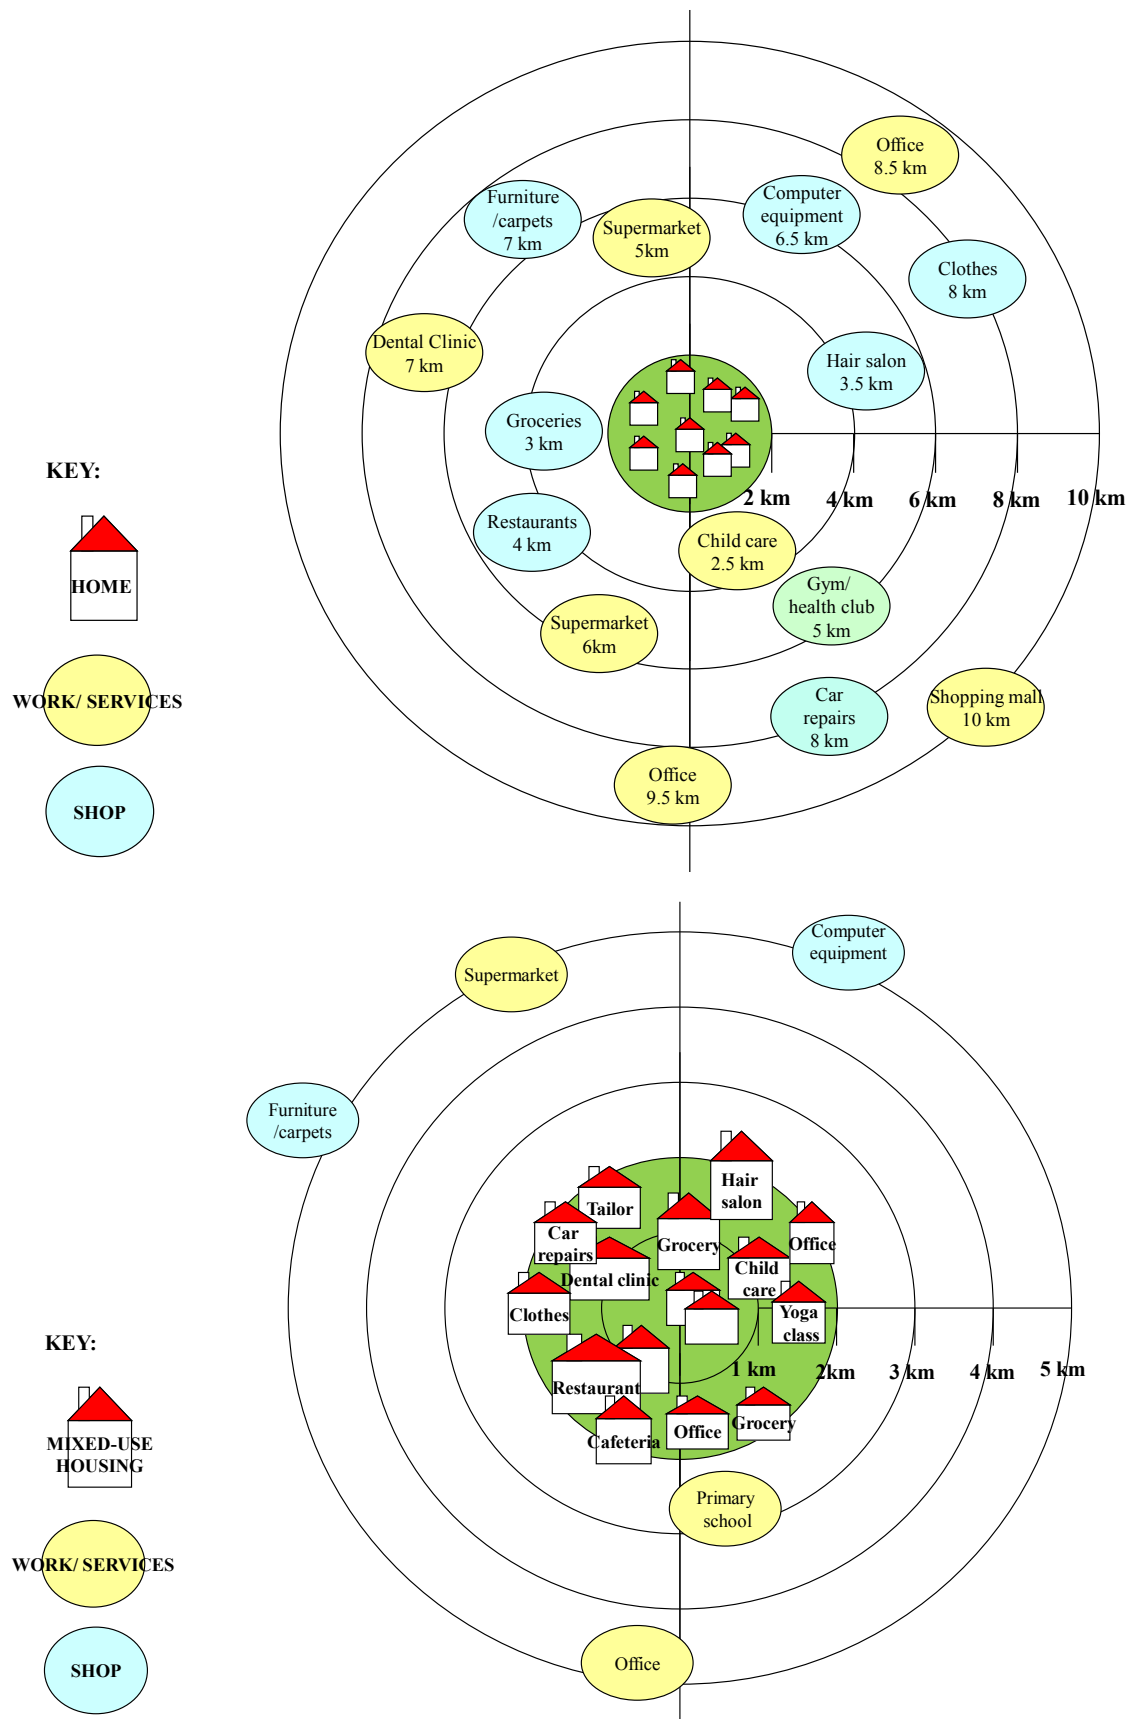 Office
8.5 km
Furniture
/carpets
7 km
Computer
equipment
6.5 km
Supermarket
5km
Clothes
8 km
Dental Clinic
7 km
Hair salon
3.5 km
Groceries
3 km
KEY:
HOME
2 km
4 km
6 km
8 km
10 km
Restaurants
4 km
Child care
2.5 km
Gym/
health club
5 km
Supermarket
6km
WORK/ SERVICES
Shopping mall
10 km
Car
repairs
8 km
Office
9.5 km
SHOP
Computer
equipment
Supermarket
Furniture
/carpets
Hair
salon
Tailor
Car
repairs
Grocery
Office
Dental clinic
Child
care
Clothes
Yoga
class
KEY:
1 km
2km
3 km
4 km
5 km
Restaurant
Cafeteria
Office
Grocery
MIXED-USE
HOUSING
Primary
school
WORK/ SERVICES
SHOP
Office